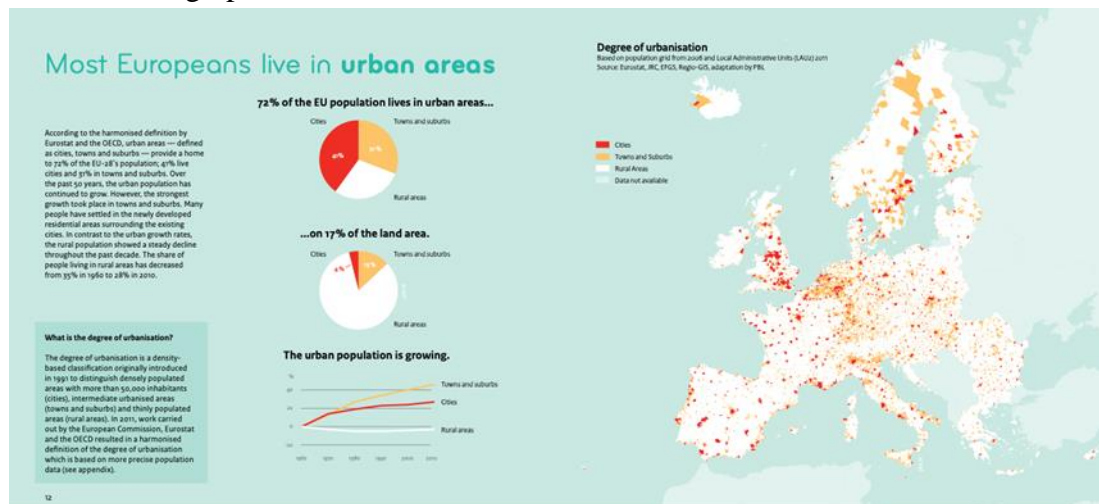 Most Europeans live in urban areas
According to the harmonised definition by
Eurostat and the OECD, urban areas — defined
as cities, towns and suburbs — provide a home
to 72% of the EU-28's population; 41% live
cities and 31% in towns and suburbs. Over
the past 50 years, the urban population has
continued to grow. However, the strongest
growth took place in towns and suburbs. Many
people have settled in the newly developed
residential areas surrounding the existing
cities. In contrast to the urban growth rates,
the rural population showed a steady decline
throughout the past decade. The share of
people living in rural areas has decreased
from 35% in 1960 to 28% in 2010.
What is the degree of urbanisation?
The degree of urbanisation is a density-
based classification originally introduced
in 1991 to distinguish densely populated
areas with more than 50,000 inhabitants
(cities), intermediate urbanised areas
(towns and suburbs) and thinly populated
areas (rural areas). In 2011, work carried
out by the European Commission, Eurostat
and the OECD resulted in a harmonised
definition of the degree of urbanisation
which is based on more precise population
data (see appendix).
12
72% of the EU population lives in urban areas...
Cities
Towns and suburbs
41%
31%
Rural areas
...on 17% of the land area.
Cities
Towns and suburbs
4%
13%
Rural areas
The urban population is growing.
%
Towns and suburbs
Cities
Rural areas
1960 1970 1980 1990 2000 2010
Degree of urbanisation
Based on population grid from 2006 and Local Administrative Units (LAU2) 2011
Source: Eurostat, JRC, EFGS, Regio-GIS, adaptation by PBL
Cities
Towns and Suburbs
Rural Areas
Data not available